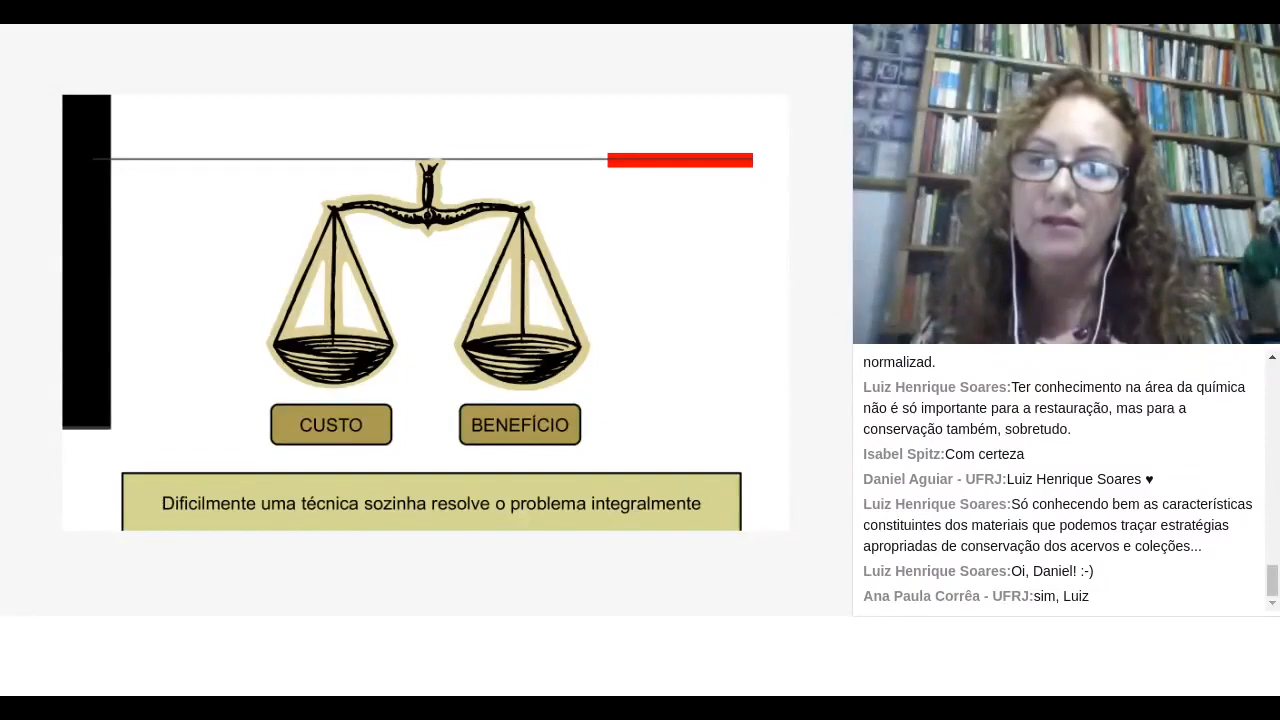 CUSTO
BENEFÍCIO
Dificilmente uma técnica sozinha resolve o problema integralmente
normalizad.
Luiz Henrique Soares:Ter conhecimento na área da química
não é só importante para a restauração, mas para a
conservação também, sobretudo.
Isabel Spitz:Com certeza
Daniel Aguiar - UFRJ:Luiz Henrique Soares ♥
Luiz Henrique Soares:Só conhecendo bem as características
constituintes dos materiais que podemos traçar estratégias
apropriadas de conservação dos acervos e coleções...
Luiz Henrique Soares:Oi, Daniel! :-)
Ana Paula Corrêa - UFRJ:sim, Luiz